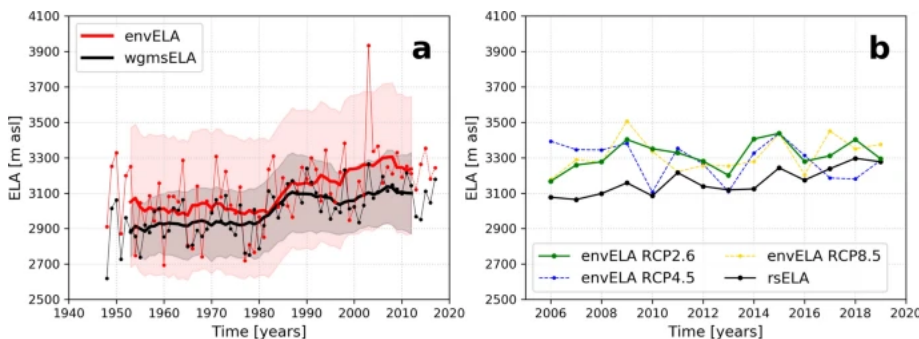 4100
3900
3700
3500
3300
3100
2900
2700
2500
ELA [m asl]
envELA
wgmsELA
a
1940 1950 1960 1970 1980 1990 2000 2010 2020
Time [years]
4100
3900
3700
3500
3300
3100
2900
2700
2500
ELA [m asl]
b
envELA RCP2.6
envELA RCP4.5
envELA RCP8.5
rsELA
2006 2008 2010 2012 2014 2016 2018 2020
Time [years]